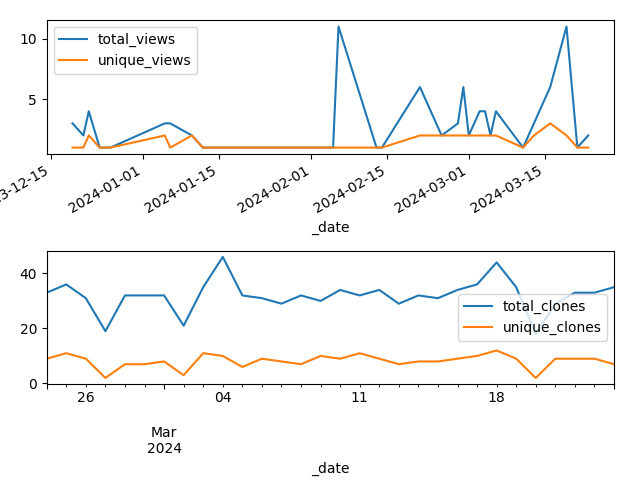 total_views
unique_views
10
5
3-12-15
2024-01-01
2024-01-15
2024-02-01
2024-02-15
2024-03-01
2024-03-15
_date
40
20
0
total_clones
unique_clones
26
04
11
18
Mar
2024
_date